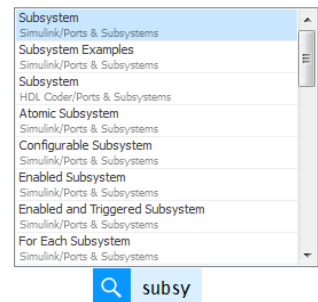 Subsystem
Simulink/Ports & Subsystems
Subsystem Examples
Simulink/Ports & Subsystems
Subsystem
HDL Coder/Ports & Subsystems
Atomic Subsystem
Simulink/Ports & Subsystems
Configurable Subsystem
Simulink/Ports & Subsystems
Enabled Subsystem
Simulink/Ports & Subsystems
Enabled and Triggered Subsystem
Simulink/Ports & Subsystems
For Each Subsystem
Simulink/Ports & Subsystems
subsy